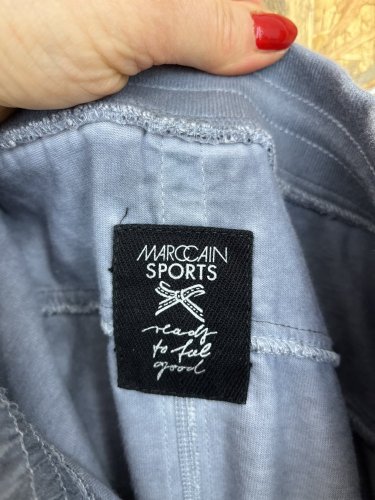 MARCCAIN
SPORTS
ready
to feel
good